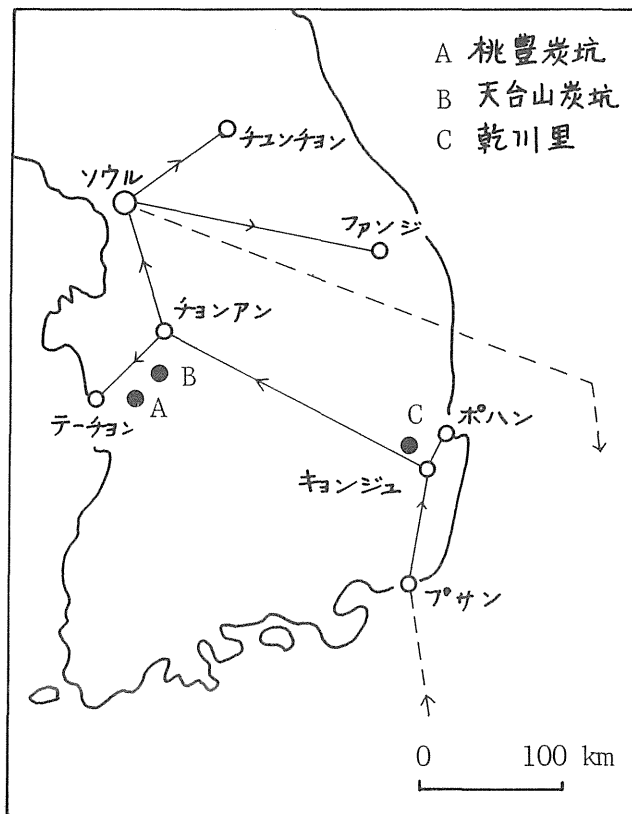 A 桃豊炭坑
B 天台山炭坑
C 乾川里
チュンチョン
ソウル
ファンジ
チョンアン
B
A
テーチョン
C
ポハン
キョンジュ
プサン
0 100 km